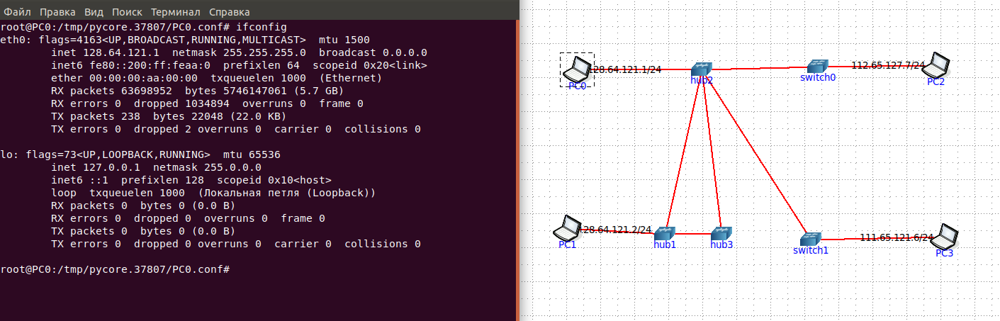 Файл Правка Вид Поиск Терминал Справка
root@PC0:/tmp/pycore.37807/PC0.conf# ifconfig
eth0: flags=4163<UP,BROADCAST,RUNNING,MULTICAST>  mtu 1500
        inet 128.64.121.1  netmask 255.255.255.0  broadcast 0.0.0.0
        inet6 fe80::200:ff:feaa:0  prefixlen 64  scopeid 0x20<link>
        ether 00:00:00:aa:00:00  txqueuelen 1000  (Ethernet)
        RX packets 63698952  bytes 5746147061 (5.7 GB)
        RX errors 0  dropped 1034894  overruns 0  frame 0
        TX packets 238  bytes 22048 (22.0 KB)
        TX errors 0  dropped 2 overruns 0  carrier 0  collisions 0
lo: flags=73<UP,LOOPBACK,RUNNING>  mtu 65536
        inet 127.0.0.1  netmask 255.0.0.0
        inet6 ::1  prefixlen 128  scopeid 0x10<host>
        loop  txqueuelen 1000  (Локальная петля (Loopback))
        RX packets 0  bytes 0 (0.0 B)
        RX errors 0  dropped 0  overruns 0  frame 0
        TX packets 0  bytes 0 (0.0 B)
        TX errors 0  dropped 0 overruns 0  carrier 0  collisions 0
root@PC0:/tmp/pycore.37807/PC0.conf#
128.64.121.1/24
112.65.127.7/24
PC0
hub2
switch0
PC2
128.64.121.2/24
111.65.121.6/24
PC1
hub1
hub3
switch1
PC3